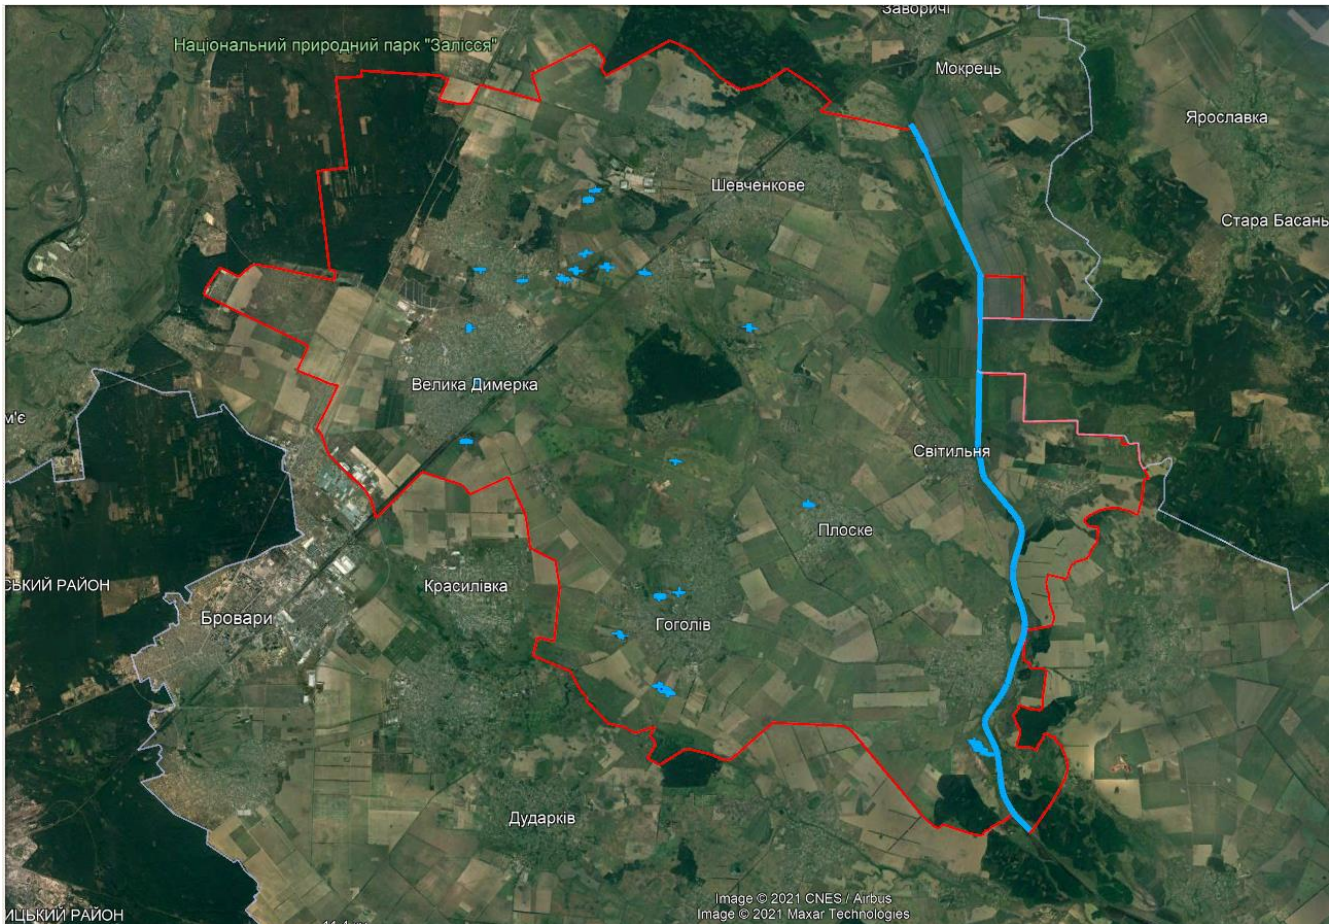 Заворичі
Національний природний парк "Залісся"
Мокрець
Ярославка
Шевченкове
Стара Басань
Велика Димерка
м'є
Світильня
Плоске
СЬКИЙ РАЙОН
Красилівка
Бровари
Гоголів
Дударків
Image © 2021 CNES / Airbus
Image © 2021 Maxar Technologies
ИЦЬКИЙ РАЙОН